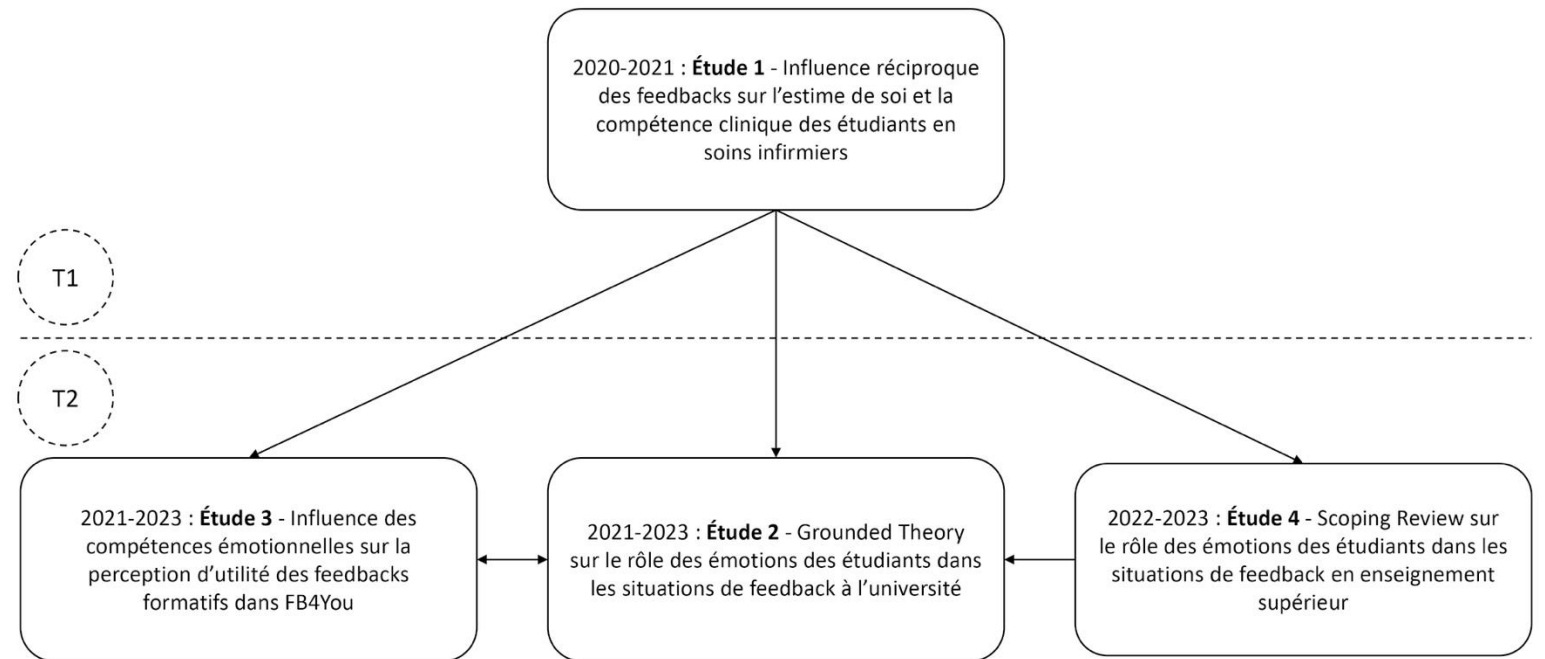 2020-2021 : Étude 1 - Influence réciproque
des feedbacks sur l’estime de soi et la
compétence clinique des étudiants en
soins infirmiers
T1
T2
2021-2023 : Étude 3 - Influence des
compétences émotionnelles sur la
perception d’utilité des feedbacks
formatifs dans FB4You
2021-2023 : Étude 2 - Grounded Theory
sur le rôle des émotions des étudiants dans
les situations de feedback à l’université
2022-2023 : Étude 4 - Scoping Review sur
le rôle des émotions des étudiants dans les
situations de feedback en enseignement
supérieur